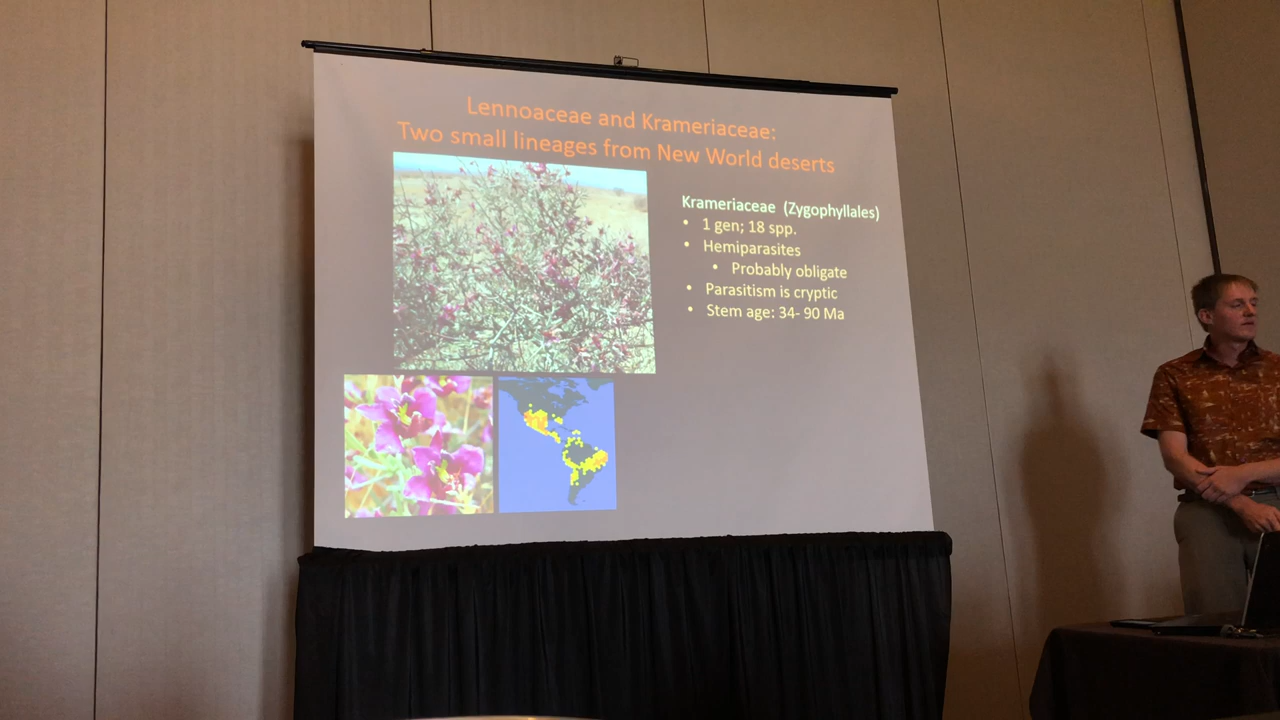 Lennoaceae and Krameriaceae:
Two small lineages from New World deserts
Krameriaceae (Zygophyllales)
• 1 gen; 18 spp.
• Hemiparasites
• Probably obligate
• Parasitism is cryptic
• Stem age: 34- 90 Ma